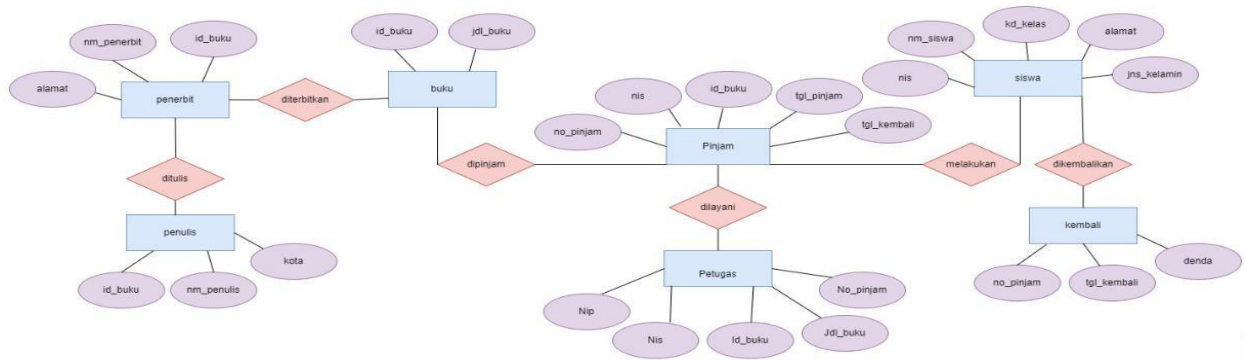 nm_penerbit
id_buku
alamat
penerbit
diterbitkan
id_buku
jdl_buku
buku
ditulis
penulis
id_buku
nm_penulis
kota
dipinjam
no_pinjam
nis
id_buku
tgl_pinjam
tgl_kembali
Pinjam
dilayani
Petugas
Nip
Nis
Id_buku
Jdl_buku
No_pinjam
melakukan
nis
nm_siswa
kd_kelas
alamat
jns_kelamin
siswa
dikembalikan
kembali
no_pinjam
tgl_kembali
denda